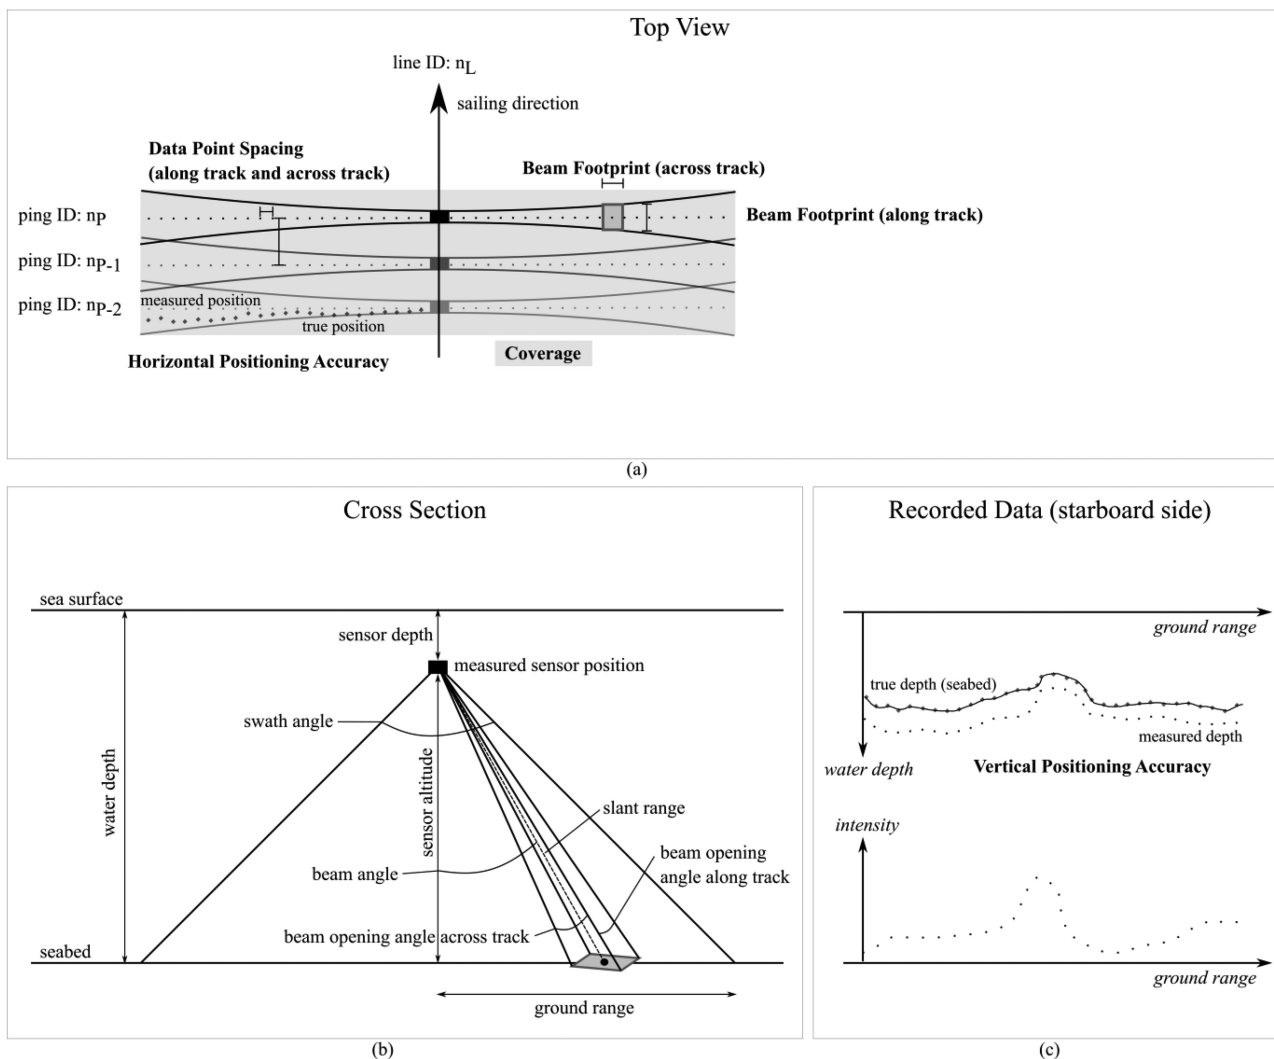 Top View
line ID: nL
sailing direction
Data Point Spacing
(along track and across track)
Beam Footprint (across track)
ping ID: nP
Beam Footprint (along track)
ping ID: nP-1
measured position
ping ID: nP-2
true position
Horizontal Positioning Accuracy
Coverage
(a)
Cross Section
sea surface
sensor depth
measured sensor position
swath angle
water depth
sensor altitude
slant range
beam angle
beam opening
angle along track
beam opening angle across track
seabed
ground range
(b)
Recorded Data (starboard side)
ground range
true depth (seabed)
measured depth
water depth
Vertical Positioning Accuracy
intensity
ground range
(c)